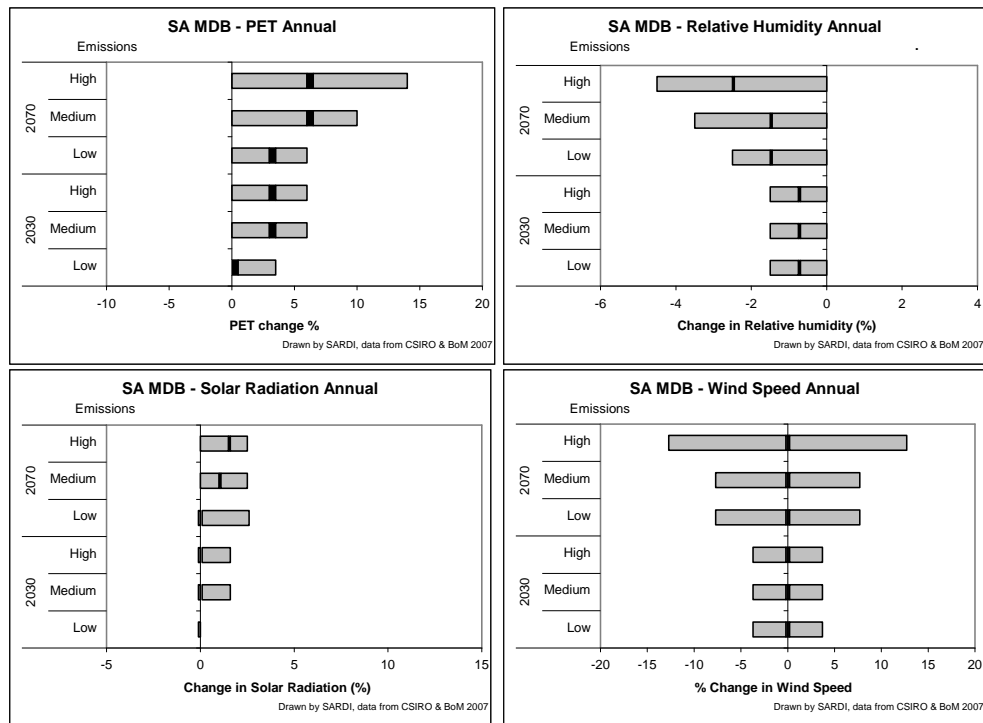 SA MDB - PET Annual
Emissions
2070
High
Medium
Low
2030
High
Medium
Low
-10 -5 0 5 10 15 20
PET change %
Drawn by SARDI, data from CSIRO & BoM 2007
SA MDB - Relative Humidity Annual
Emissions
2070
High
Medium
Low
2030
High
Medium
Low
-6 -4 -2 0 2 4
Change in Relative humidity (%)
Drawn by SARDI, data from CSIRO & BoM 2007
SA MDB - Solar Radiation Annual
Emissions
2070
High
Medium
Low
2030
High
Medium
Low
-5 0 5 10 15
Change in Solar Radiation (%)
Drawn by SARDI, data from CSIRO & BoM 2007
SA MDB - Wind Speed Annual
Emissions
2070
High
Medium
Low
2030
High
Medium
Low
-20 -15 -10 -5 0 5 10 15 20
% Change in Wind Speed
Drawn by SARDI, data from CSIRO & BoM 2007